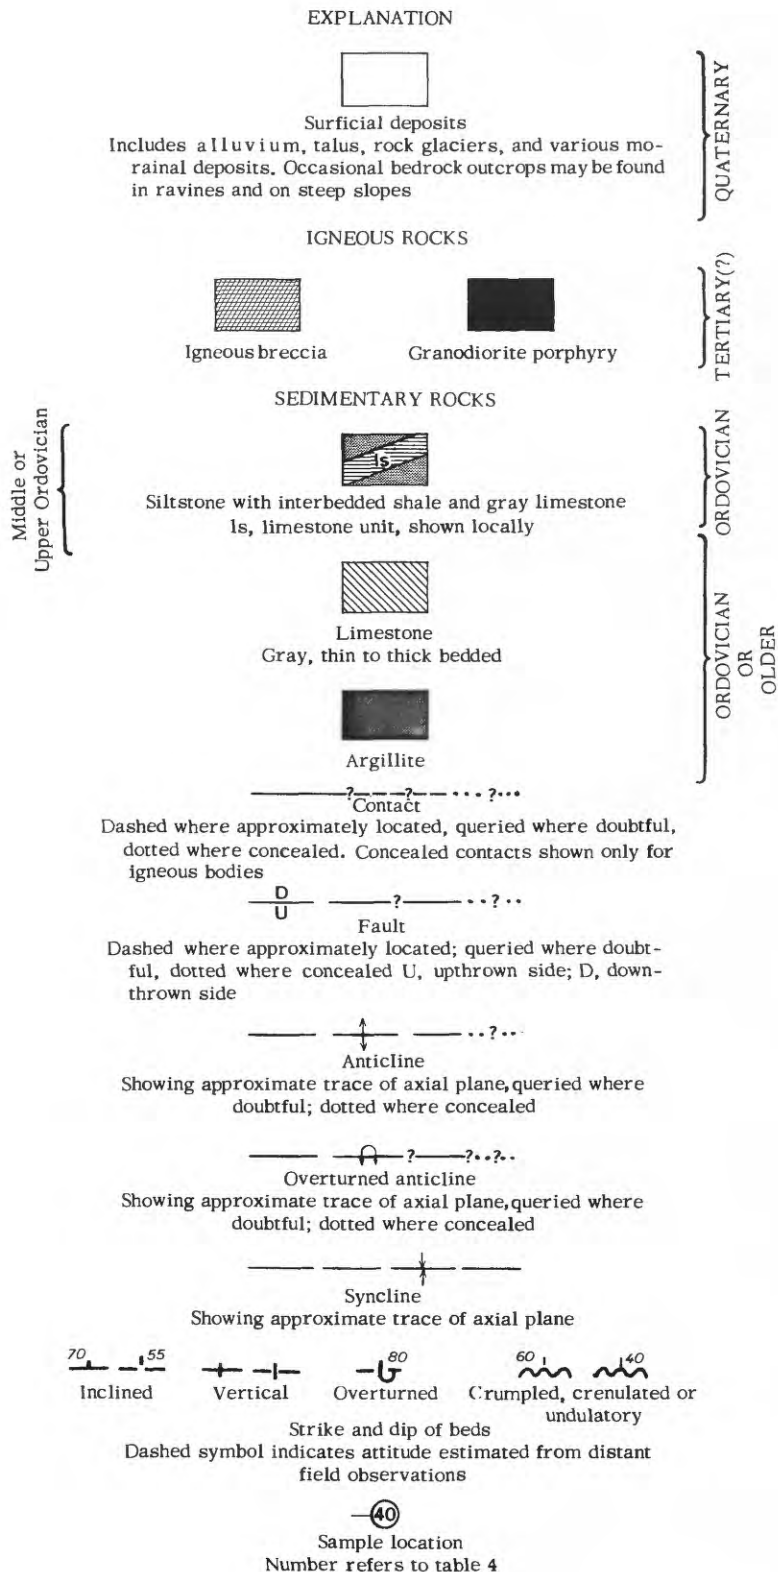 EXPLANATION
Surficial deposits
Includes alluvium, talus, rock glaciers, and various mo-
rainal deposits. Occasional bedrock outcrops may be found
in ravines and on steep slopes
QUATERNARY
IGNEOUS ROCKS
Igneous breccia
Granodiorite porphyry
TERTIARY(?)
SEDIMENTARY ROCKS
Middle or
Upper Ordovician
ls
Siltstone with interbedded shale and gray limestone
ls, limestone unit, shown locally
ORDOVICIAN
Limestone
Gray, thin to thick bedded
Argillite
ORDOVICIAN
OR
OLDER
? ? ?
Contact
Dashed where approximately located, queried where doubtful,
dotted where concealed. Concealed contacts shown only for
igneous bodies
D
U
? ?
Fault
Dashed where approximately located; queried where doubt-
ful, dotted where concealed U, upthrown side; D, down-
thrown side
?
Anticline
Showing approximate trace of axial plane, queried where
doubtful; dotted where concealed
? ? ?
Overturned anticline
Showing approximate trace of axial plane, queried where
doubtful; dotted where concealed
Syncline
Showing approximate trace of axial plane
70 55 80 60 40
Inclined Vertical Overturned Crumpled, crenulated or
undulatory
Strike and dip of beds
Dashed symbol indicates attitude estimated from distant
field observations
40
Sample location
Number refers to table 4